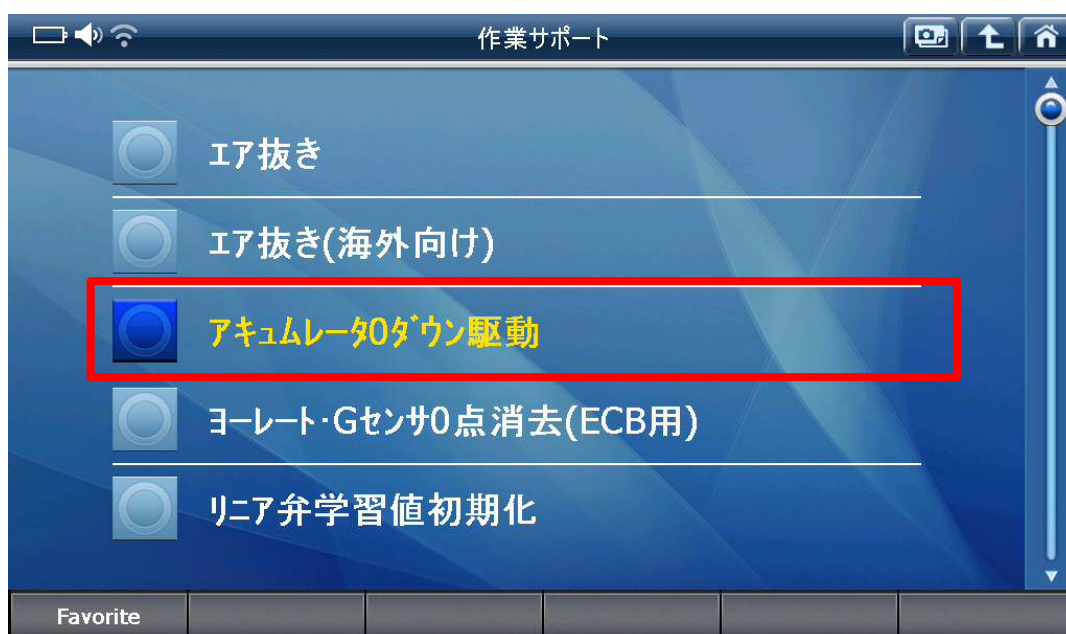 作業サポート
エア抜き
エア抜き(海外向け)
アキュムレータ0ダウン駆動
ヨーレート・Gセンサ0点消去(ECB用)
リニア弁学習値初期化
Favorite